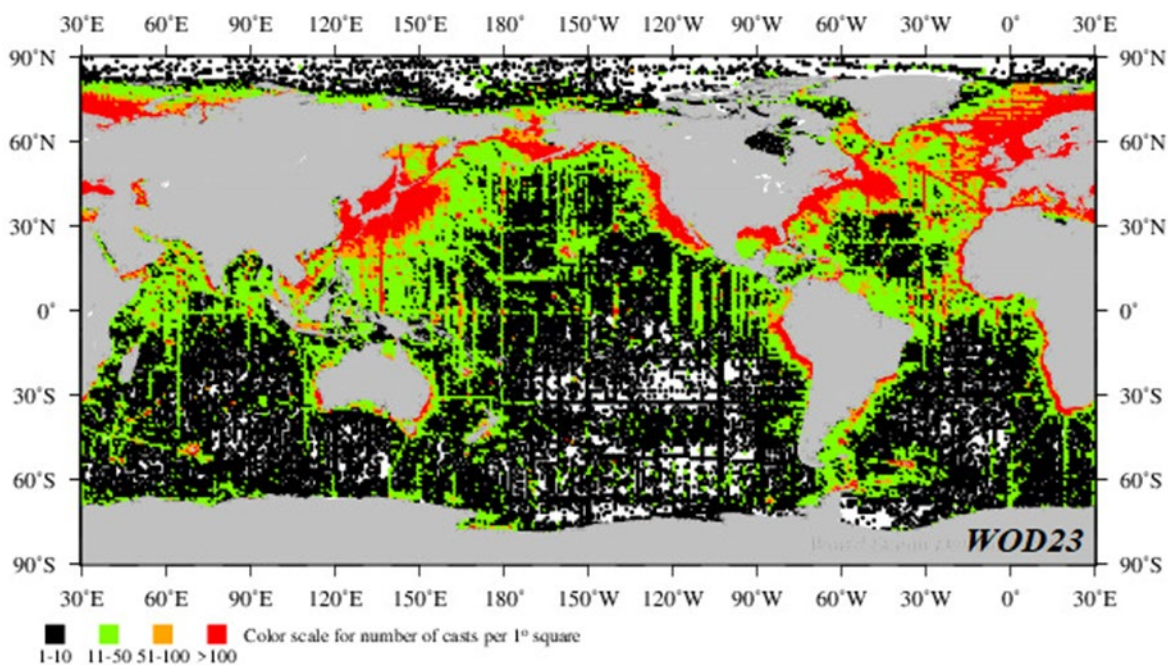 30˚E 60˚E 90˚E 120˚E 150˚E 180˚ 150˚W 120˚W 90˚W 60˚W 30˚W 0˚ 30˚E
90˚N 90˚N
60˚N 60˚N
30˚N 30˚N
0˚ 0˚
30˚S 30˚S
60˚S 60˚S
WOD23
90˚S 90˚S
30˚E 60˚E 90˚E 120˚E 150˚E 180˚ 150˚W 120˚W 90˚W 60˚W 30˚W 0˚ 30˚E
Color scale for number of casts per 1º square
1-10 11-50 51-100 >100